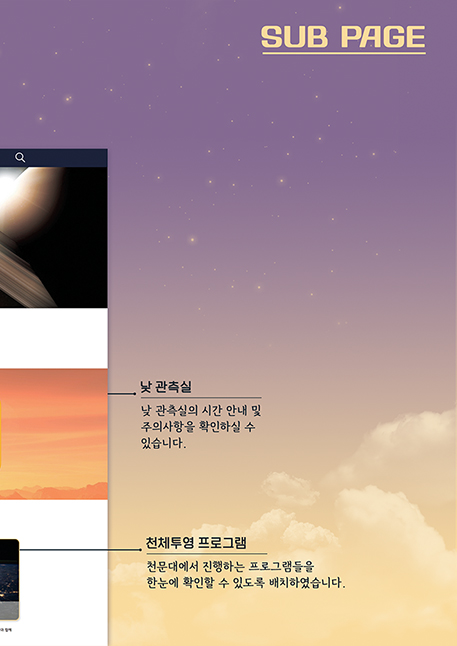 SUB PAGE
낮 관측실
낮 관측실의 시간 안내 및
주의사항을 확인하실 수
있습니다.
천체투영 프로그램
천문대에서 진행하는 프로그램들을
한눈에 확인할 수 있도록 배치하였습니다.